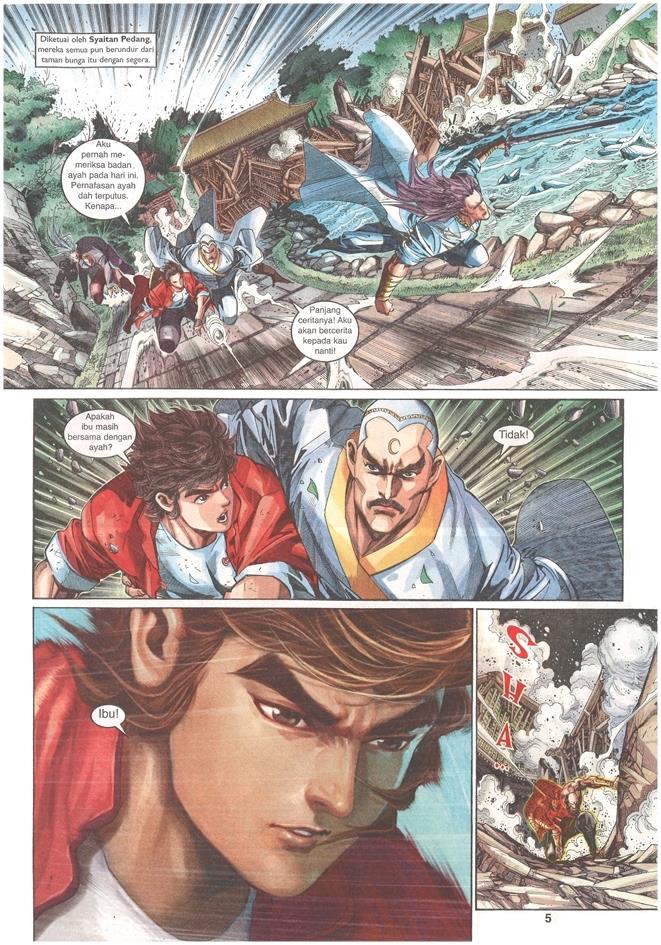 Diketuai oleh Syaitan Pedang,
mereka semua pun berundur dari
taman bunga itu dengan segera.
Aku
pernah me-
meriksa badan
ayah pada hari ini.
Pernafasan ayah
dah terputus.
Kenapa...
Panjang
ceritanya! Aku
akan bercerita
kepada kau
nanti!
Apakah
ibu masih
bersama dengan
ayah?
Tidak!
Ibu!
SHA...
5